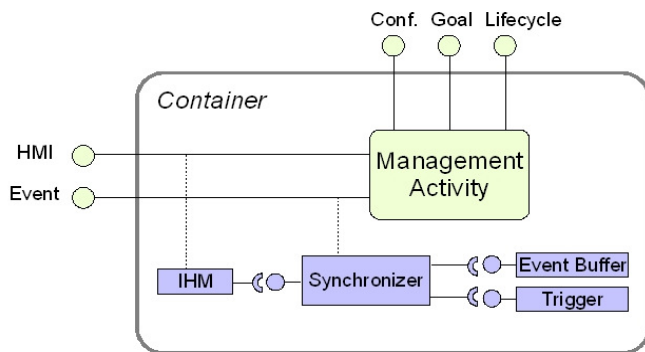 Conf. Goal Lifecycle
Container
HMI
Management
Activity
Event
IHM
Synchronizer
Event Buffer
Trigger